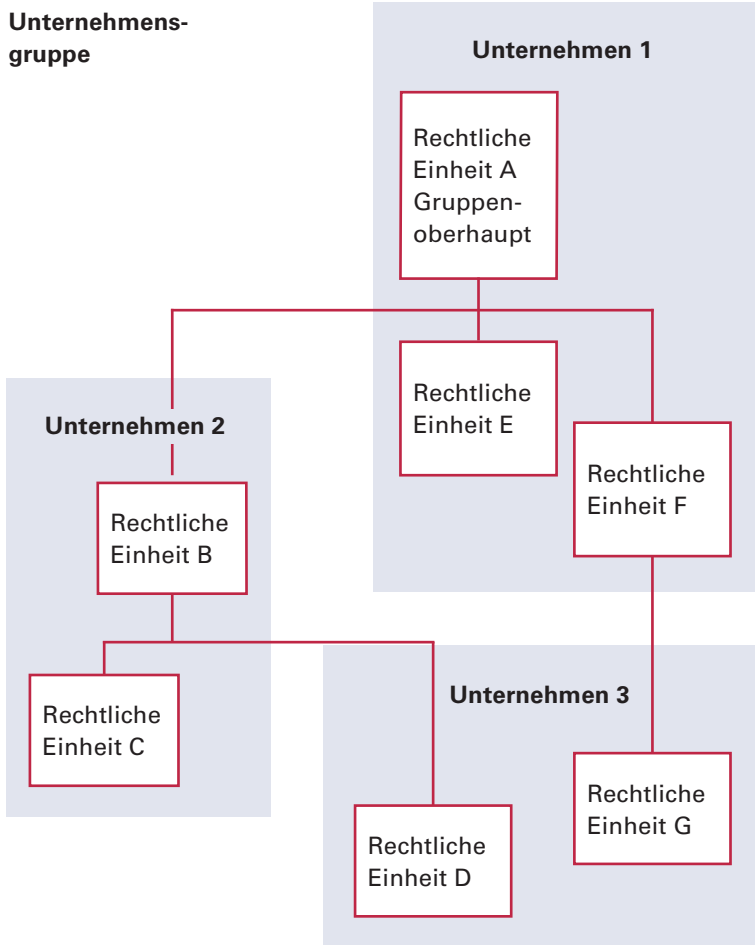 Unternehmens-
gruppe
Unternehmen 1
Rechtliche
Einheit A
Gruppen-
oberhaupt
Rechtliche
Einheit E
Rechtliche
Einheit F
Unternehmen 2
Rechtliche
Einheit B
Rechtliche
Einheit C
Unternehmen 3
Rechtliche
Einheit G
Rechtliche
Einheit D